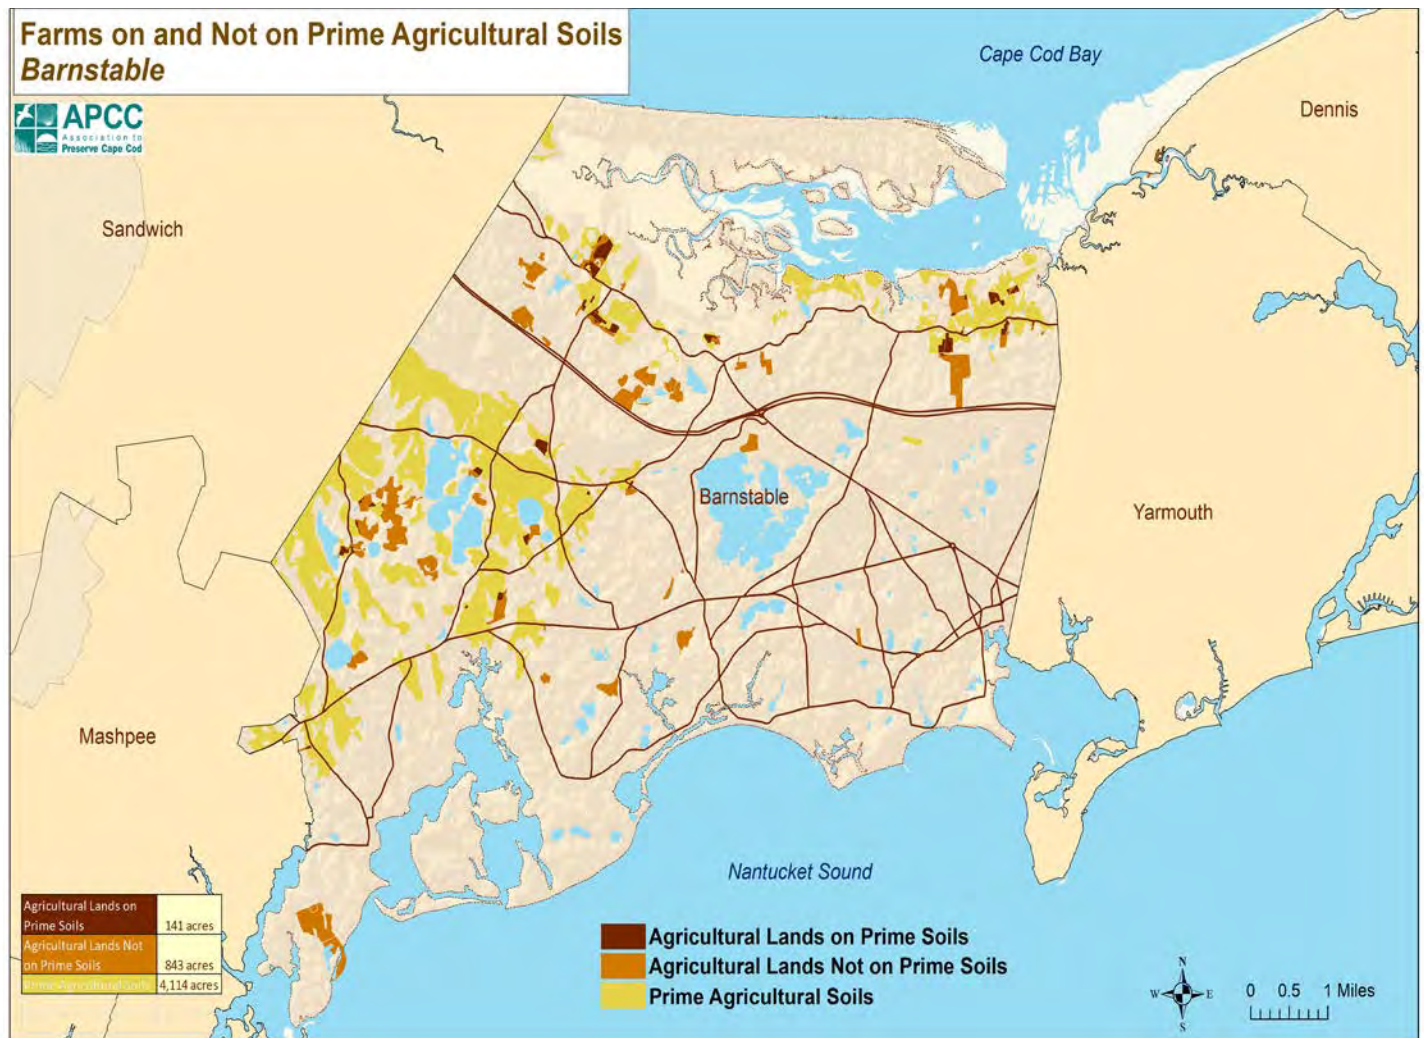 Farms on and Not on Prime Agricultural Soils
Barnstable
APCC
Association to
Preserve Cape Cod
Cape Cod Bay
Dennis
Sandwich
Barnstable
Yarmouth
Mashpee
Nantucket Sound
Agricultural Lands on
Prime Soils 141 acres
Agricultural Lands Not
on Prime Soils 843 acres
Prime Agricultural Soils 4,114 acres
Agricultural Lands on Prime Soils
Agricultural Lands Not on Prime Soils
Prime Agricultural Soils
N
W E
S
0 0.5 1 Miles